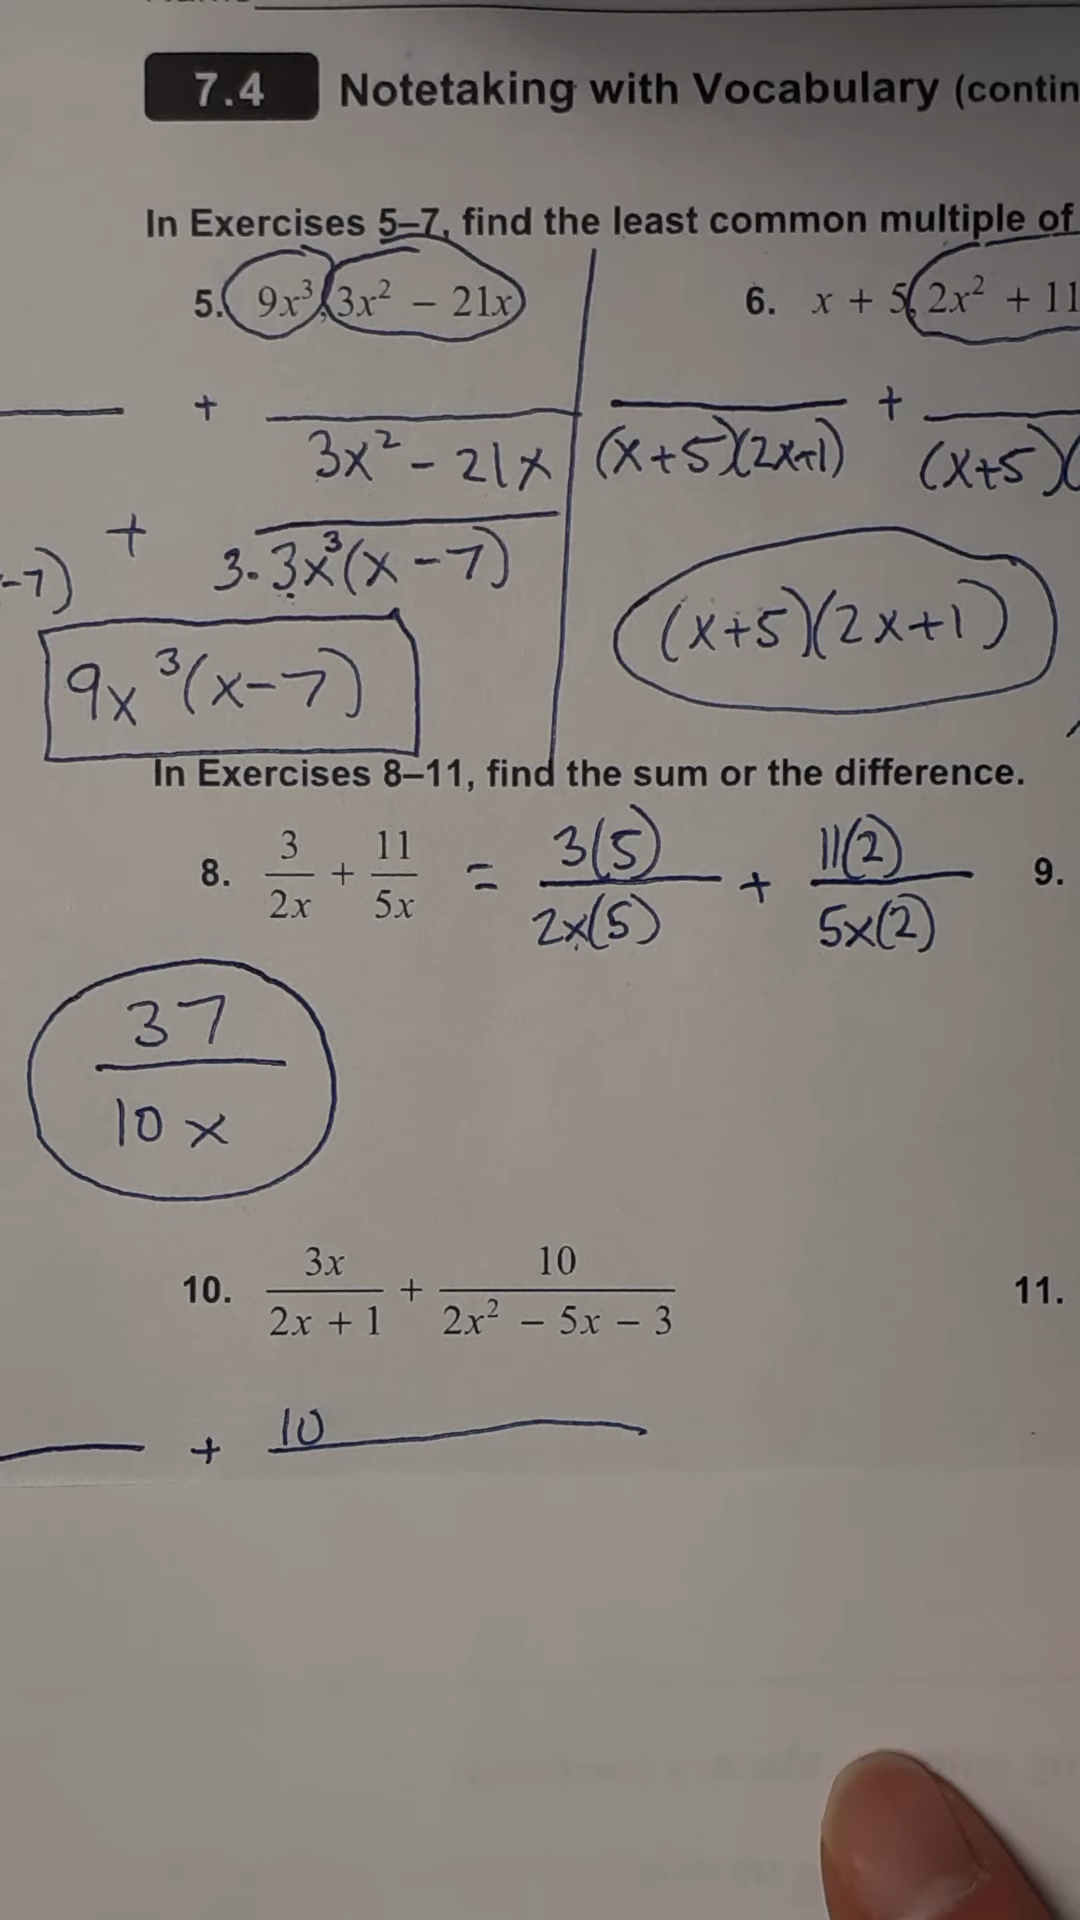 7.4 Notetaking with Vocabulary (contin
In Exercises 5–7, find the least common multiple of
5. 9x³, 3x² − 21x
6. x + 5, 2x² + 11
+
3x² - 21x
(x+5)(2x+1) + (x+5)(
-7) + 3·3x³(x-7)
9x³(x-7)
(x+5)(2x+1)
In Exercises 8–11, find the sum or the difference.
8. 3/2x + 11/5x = 3(5)/2x(5) + 11(2)/5x(2)
9.
37/10x
10. 3x/2x + 1 + 10/2x² − 5x − 3
11.
+ 10